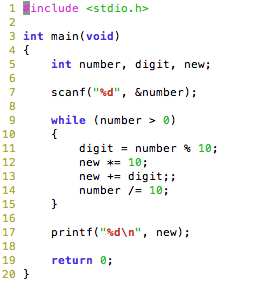 1 #include <stdio.h>
2
3 int main(void)
4 {
5     int number, digit, new;
6
7     scanf("%d", &number);
8
9     while (number > 0)
10     {
11         digit = number % 10;
12         new *= 10;
13         new += digit;;
14         number /= 10;
15     }
16
17     printf("%d\n", new);
18
19     return 0;
20 }